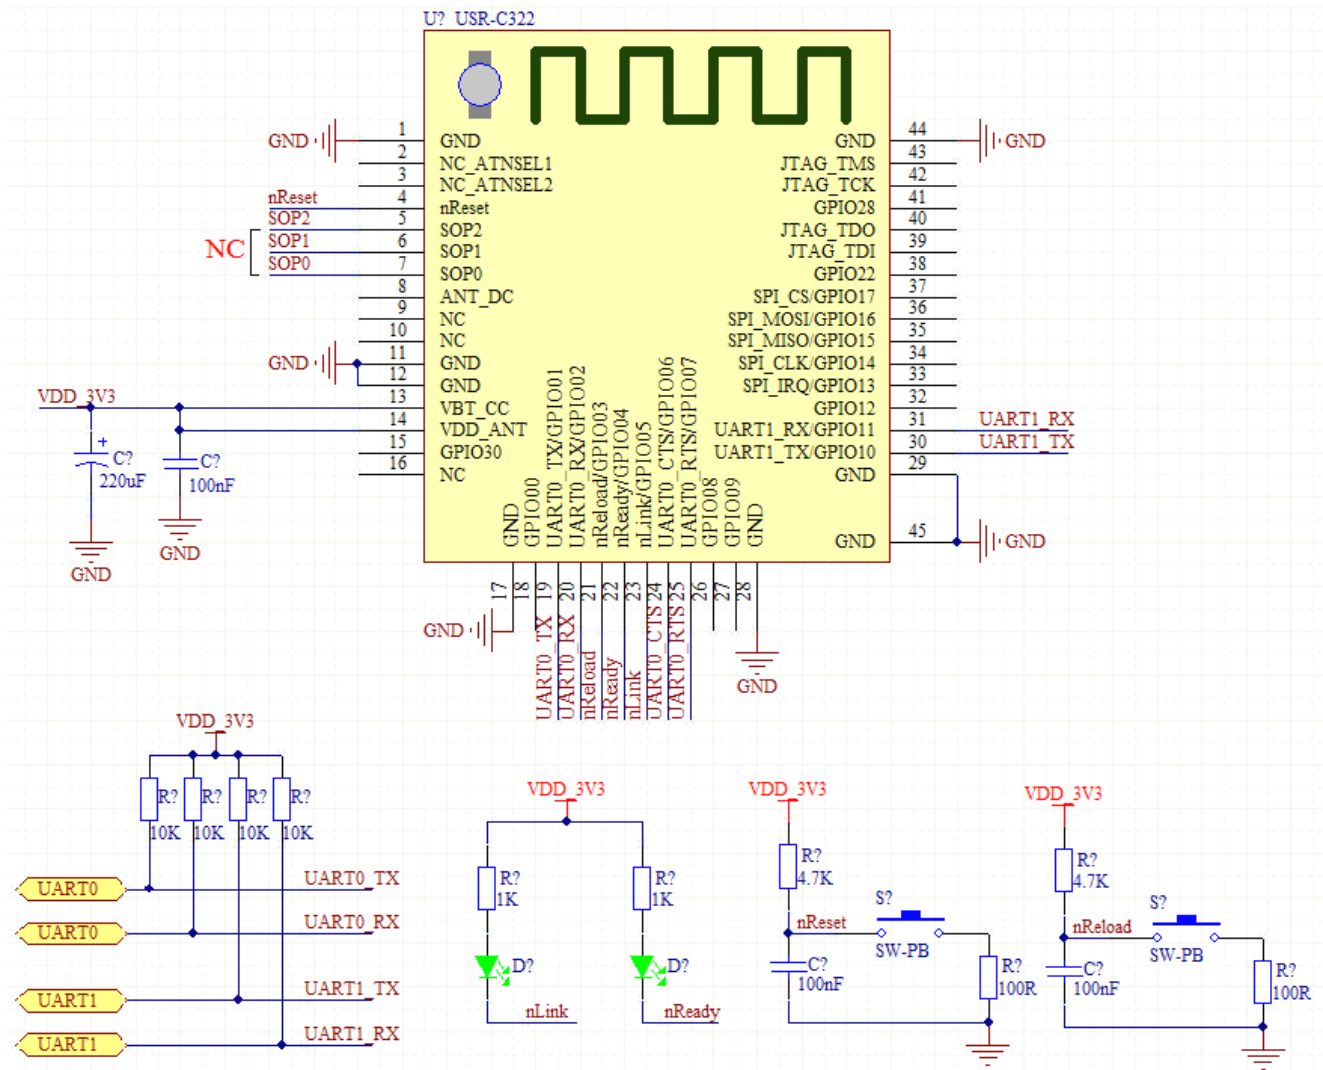 U? USR-C322
GND 1 GND
2 NC_ATNSEL1
3 NC_ATNSEL2
nReset 4 nReset
SOP2 5 SOP2
NC
SOP1 6 SOP1
SOP0 7 SOP0
8 ANT_DC
9 NC
10 NC
GND 11 GND
12 GND
VDD_3V3 13 VBT_CC
14 VDD_ANT
15 GPIO30
16 NC
GND 44 GND
JTAG_TMS 43
JTAG_TCK 42
GPIO28 41
JTAG_TDO 40
JTAG_TDI 39
GPIO22 38
SPI_CS/GPIO17 37
SPI_MOSI/GPIO16 36
SPI_MISO/GPIO15 35
SPI_CLK/GPIO14 34
SPI_IRQ/GPIO13 33
GPIO12 32
UART1_RX/GPIO11 31 UART1_RX
UART1_TX/GPIO10 30 UART1_TX
GND 29
GND 45 GND
GND 17
GPIO00 18
UART0_TX/GPIO01 19
UART0_RX/GPIO02 20
nReload/GPIO03 21
nReady/GPIO04 22
nLink/GPIO05 23
UART0_CTS/GPIO06 24
UART0_RTS/GPIO07 25
GPIO08 26
GPIO09 27
GND 28
GND
UART0_TX
UART0_RX
nReload
nReady
nLink
UART0_CTS
UART0_RTS
GND
+
C?
220uF
GND
C?
100nF
GND
VDD_3V3
R? R? R? R?
10K 10K 10K 10K
UART0 UART0_TX
UART0 UART0_RX
UART1 UART1_TX
UART1 UART1_RX
VDD_3V3
R? R?
1K 1K
D? D?
nLink nReady
VDD_3V3
R?
4.7K
S?
nReset
SW-PB
C?
100nF
R?
100R
VDD_3V3
R?
4.7K
S?
nReload
SW-PB
C?
100nF
R?
100R